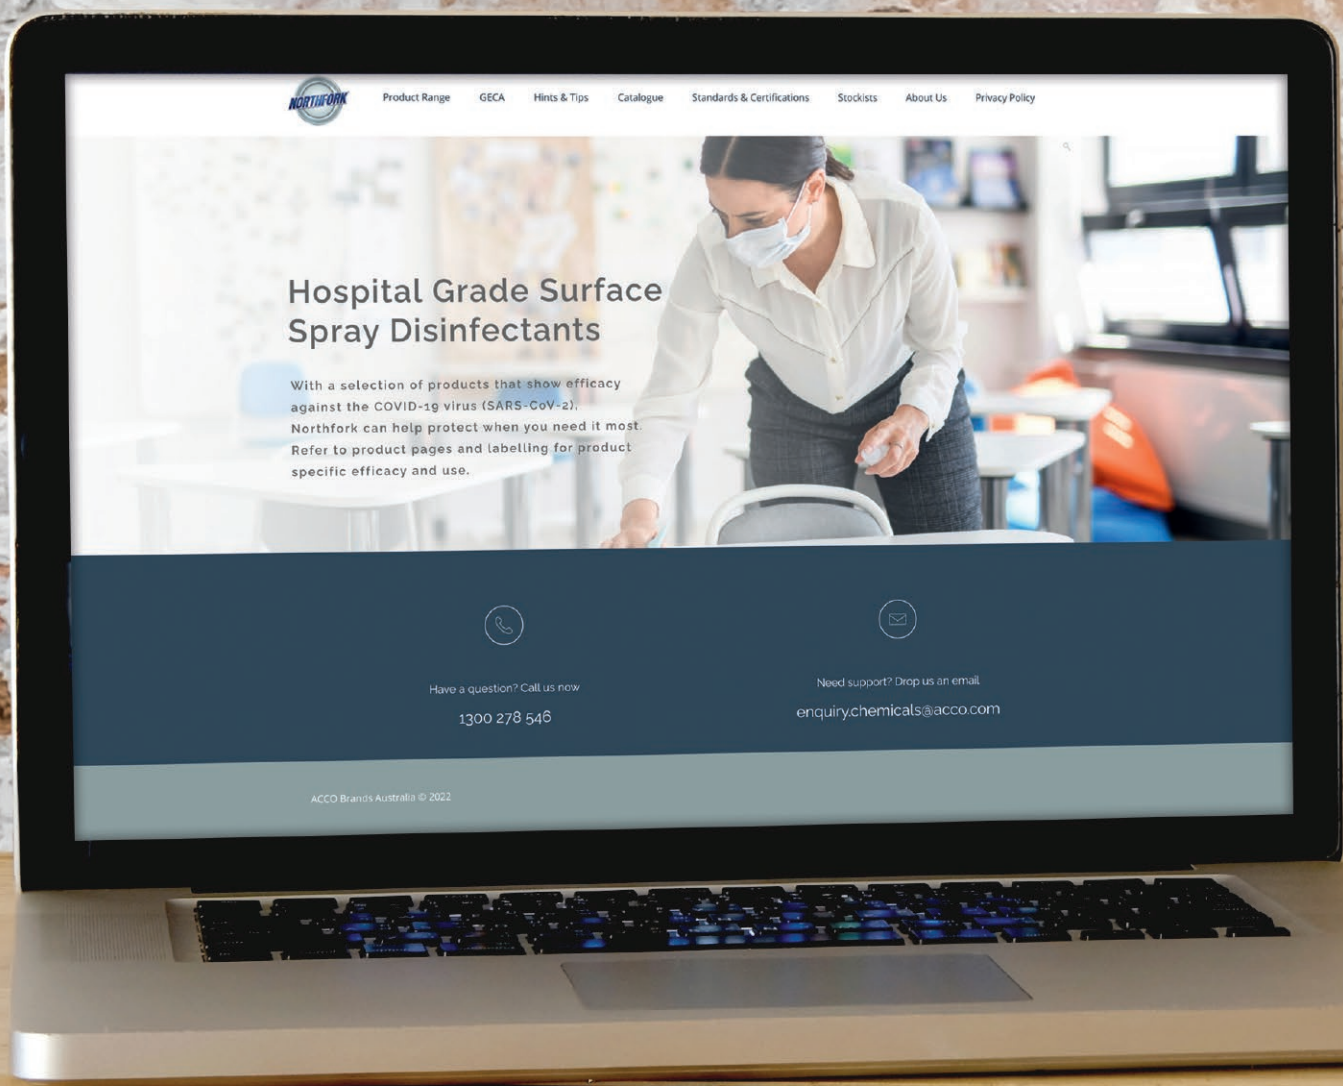 NORTHFORK
Product Range GECA Hints & Tips Catalogue Standards & Certifications Stockists About Us Privacy Policy
Hospital Grade Surface
Spray Disinfectants
With a selection of products that show efficacy
against the COVID-19 virus (SARS-CoV-2),
Northfork can help protect when you need it most.
Refer to product pages and labelling for product
specific efficacy and use.
Have a question? Call us now
1300 278 546
Need support? Drop us an email
enquiry.chemicals@acco.com
ACCO Brands Australia © 2022